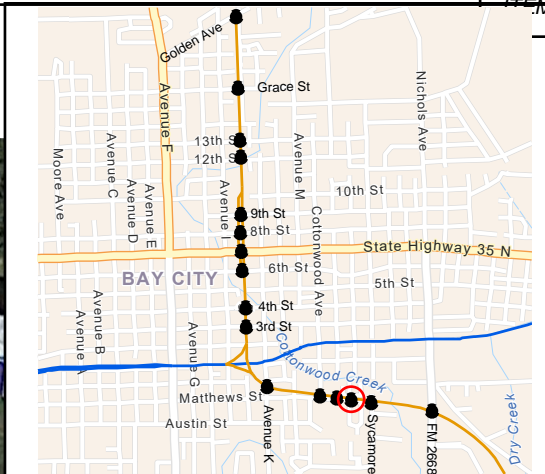 Golden Ave
Grace St
Nichols Ave
Avenue F
13th S
12th S
Avenue M
Avenue C
Moore Ave
Avenue D
Avenue E
Avenue I
10th St
9th St
8th St
Cottonwood Ave
State Highway 35 N
6th St
BAY CITY
5th St
4th St
3rd St
Avenue B
Avenue A
Avenue G
Cottonwood Creek
Matthews St
Austin St
Avenue K
Sycamore
FM 2668
Dry Creek